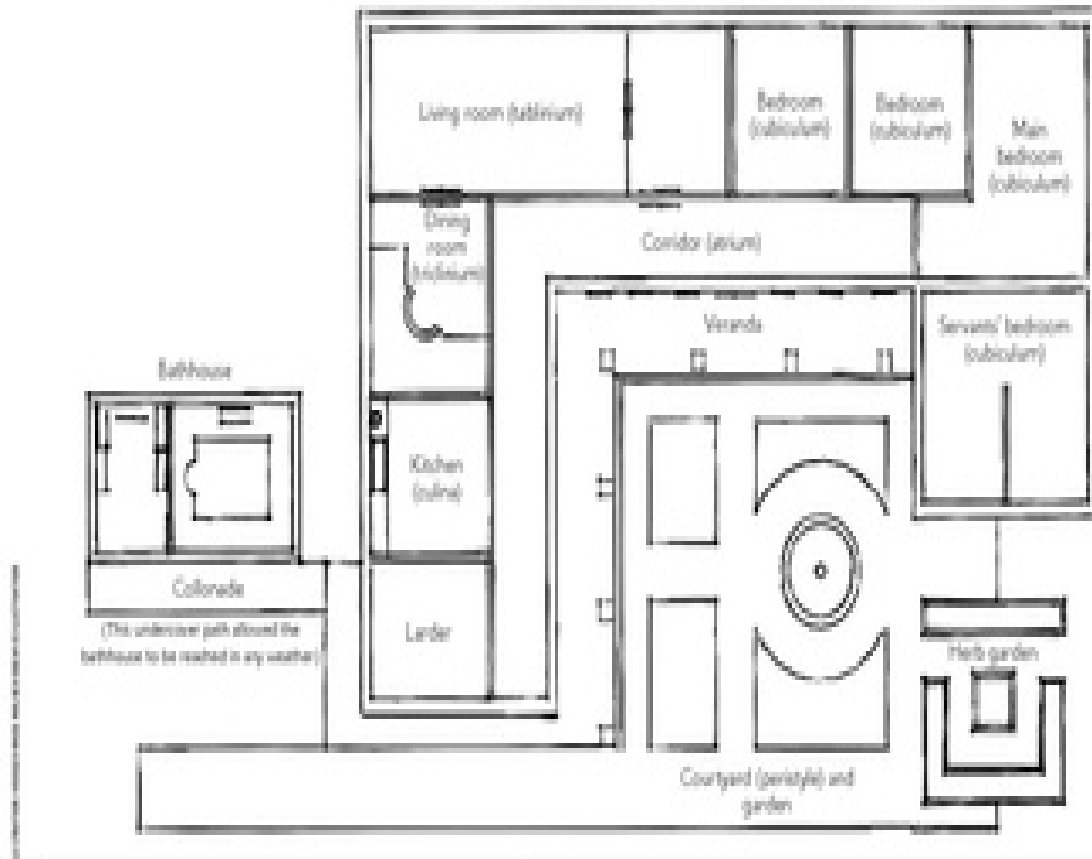 Living room (tablinium)
Bedroom
(cubiculum)
Bedroom
(cubiculum)
Main
bedroom
(cubiculum)
Dining
room
(triclinium)
Corridor (atrium)
Veranda
Servants' bedroom
(cubiculum)
Bathhouse
Kitchen
(culina)
Collonade
(This undercover path allowed the
bathhouse to be reached in any weather)
Larder
Herb garden
Courtyard (peristyle) and
garden